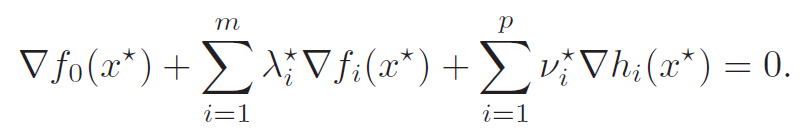 ∇f₀(x⋆) + ∑ᵢ₌₁ᵐ λᵢ⋆∇fᵢ(x⋆) + ∑ᵢ₌₁ᵖ νᵢ⋆∇hᵢ(x⋆) = 0.